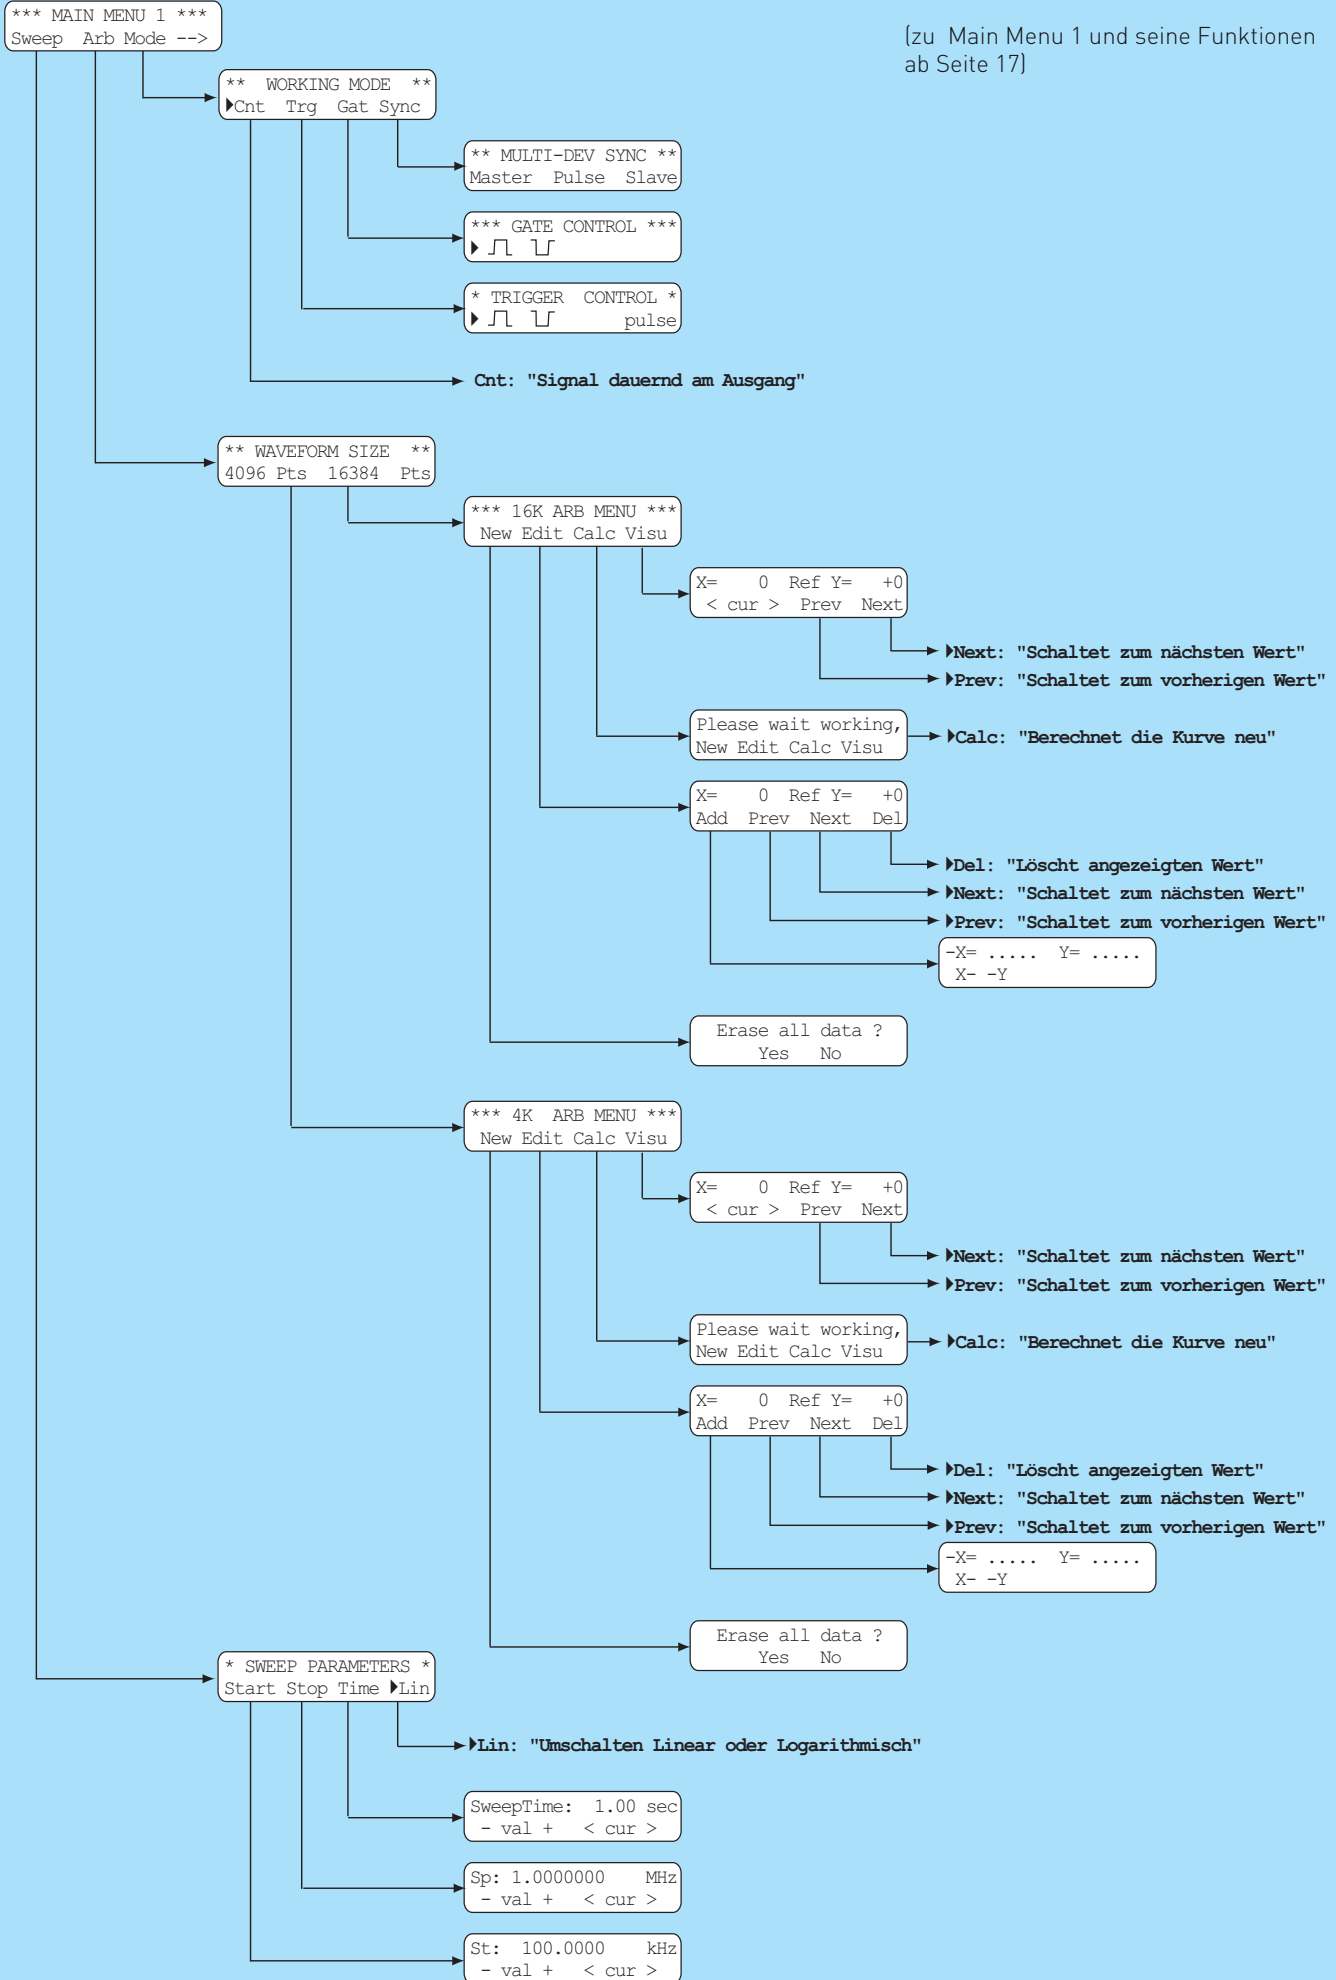 *** MAIN MENU 1 ***
Sweep Arb Mode -->
(zu Main Menu 1 und seine Funktionen
ab Seite 17)
** WORKING MODE **
Cnt Trg Gat Sync
** MULTI-DEV SYNC **
Master Pulse Slave
*** GATE CONTROL ***
* TRIGGER CONTROL *
pulse
Cnt: "Signal dauernd am Ausgang"
** WAVEFORM SIZE **
4096 Pts 16384 Pts
*** 16K ARB MENU ***
New Edit Calc Visu
X= 0 Ref Y= +0
< cur > Prev Next
Next: "Schaltet zum nächsten Wert"
Prev: "Schaltet zum vorherigen Wert"
Please wait working,
New Edit Calc Visu
Calc: "Berechnet die Kurve neu"
X= 0 Ref Y= +0
Add Prev Next Del
Del: "Löscht angezeigten Wert"
Next: "Schaltet zum nächsten Wert"
Prev: "Schaltet zum vorherigen Wert"
-X= ..... Y= .....
X- -Y
Erase all data ?
Yes No
*** 4K ARB MENU ***
New Edit Calc Visu
X= 0 Ref Y= +0
< cur > Prev Next
Next: "Schaltet zum nächsten Wert"
Prev: "Schaltet zum vorherigen Wert"
Please wait working,
New Edit Calc Visu
Calc: "Berechnet die Kurve neu"
X= 0 Ref Y= +0
Add Prev Next Del
Del: "Löscht angezeigten Wert"
Next: "Schaltet zum nächsten Wert"
Prev: "Schaltet zum vorherigen Wert"
-X= ..... Y= .....
X- -Y
Erase all data ?
Yes No
* SWEEP PARAMETERS *
Start Stop Time Lin
Lin: "Umschalten Linear oder Logarithmisch"
SweepTime: 1.00 sec
- val + < cur >
Sp: 1.0000000 MHz
- val + < cur >
St: 100.0000 kHz
- val + < cur >